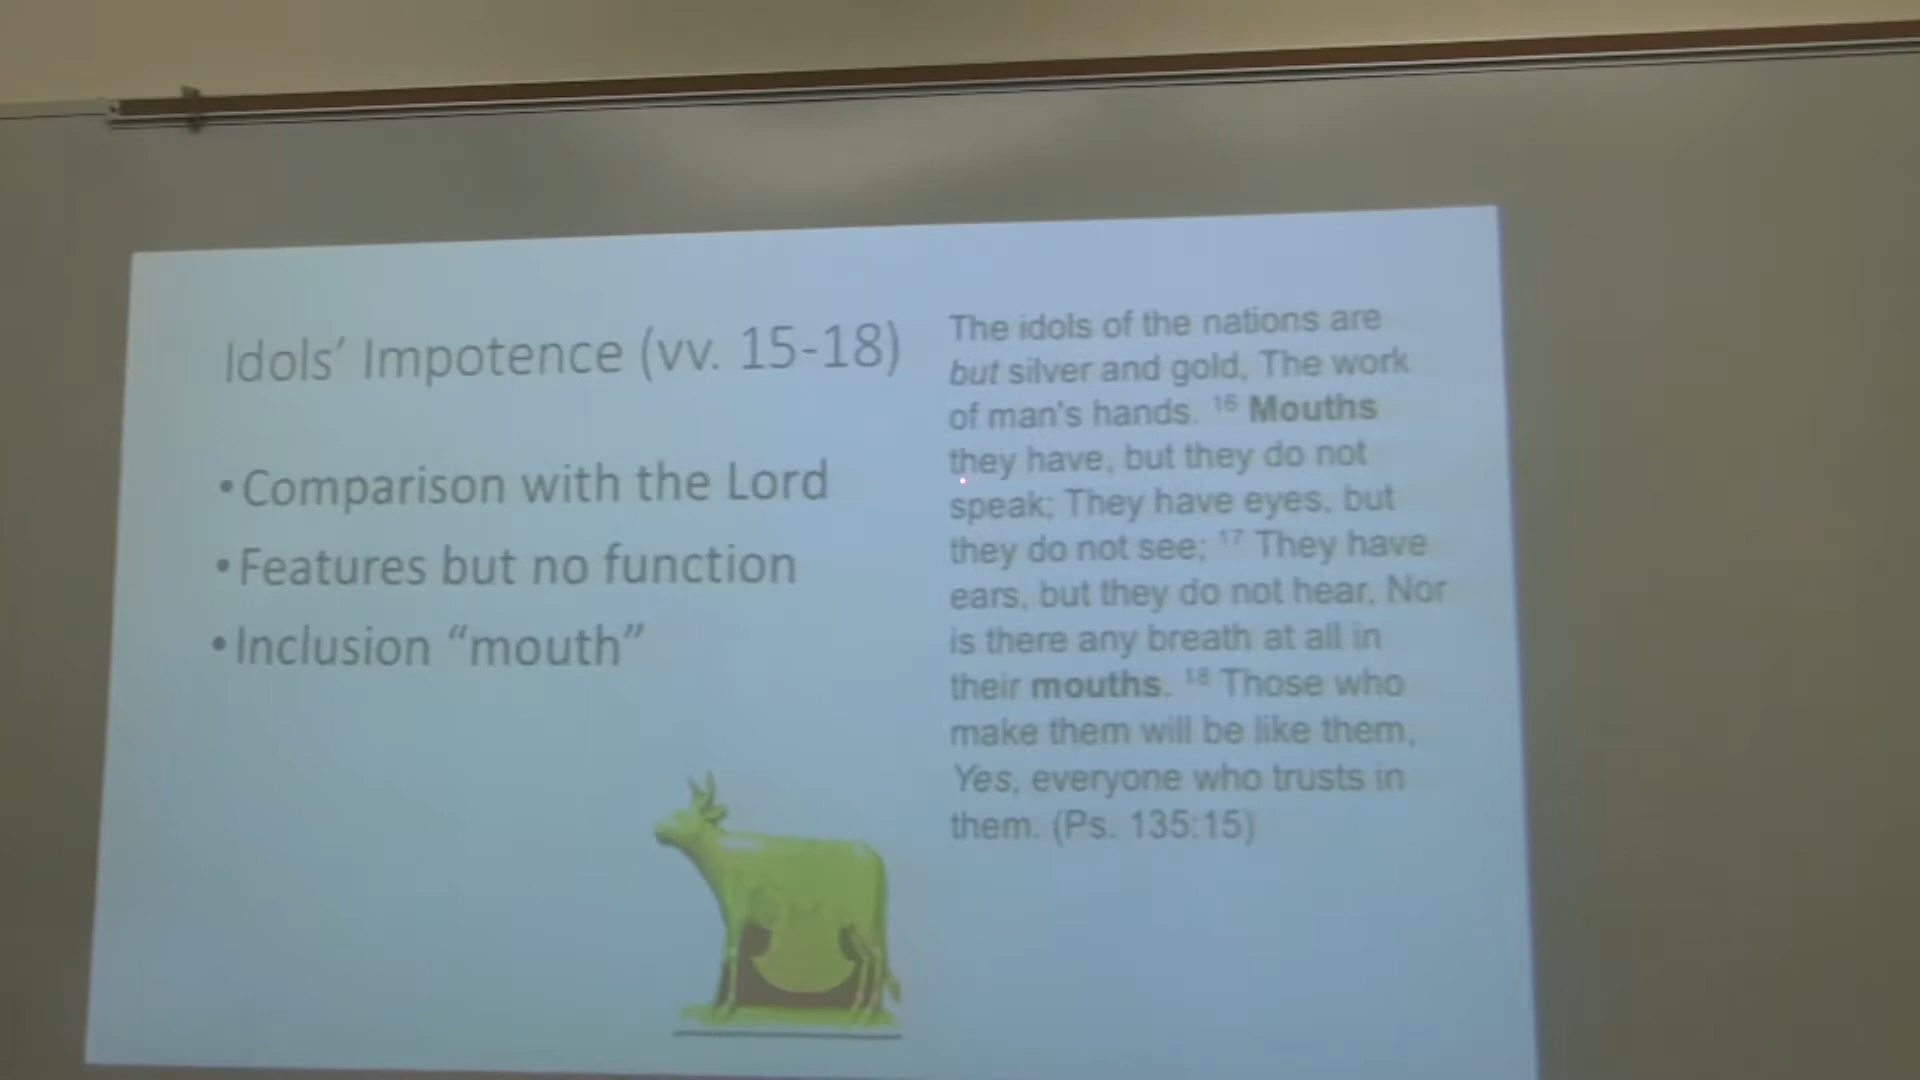 Idols’ Impotence (vv. 15-18)
•Comparison with the Lord
•Features but no function
•Inclusion “mouth”
The idols of the nations are
but silver and gold, The work
of man's hands. 16 Mouths
they have, but they do not
speak; They have eyes, but
they do not see; 17 They have
ears, but they do not hear, Nor
is there any breath at all in
their mouths. 18 Those who
make them will be like them,
Yes, everyone who trusts in
them. (Ps. 135:15)